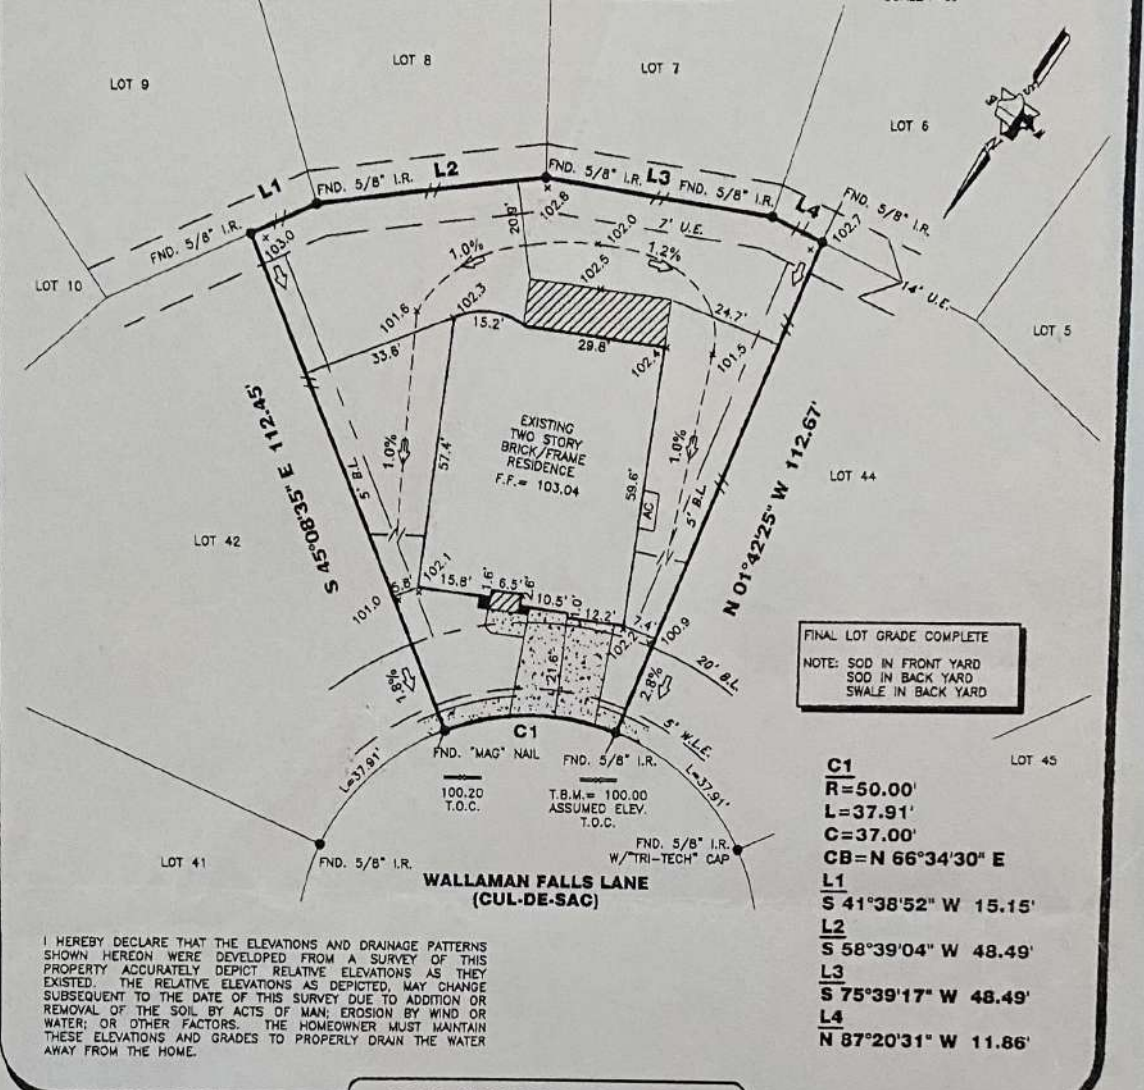 LOT 9
LOT 8
LOT 7
LOT 6
LOT 10
LOT 5
LOT 42
LOT 44
LOT 41
LOT 45
L1
L2
L3
L4
FND. 5/8" I.R.
FND. 5/8" I.R.
FND. 5/8" I.R.
FND. 5/8" I.R.
FND. 5/8" I.R.
103.0
20.9'
102.8
102.0
7' U.E.
102.7
14' U.E.
1.0%
1.2%
102.5
101.6
102.3
15.2'
24.7'
33.8'
29.8'
102.4
101.5
S 45°08'35" E 112.45'
N 01°42'25" W 112.67'
EXISTING
TWO STORY
BRICK/FRAME
RESIDENCE
F.F.= 103.04
1.0%
57.4'
1.0%
59.6'
AC
5' B.L.
5' B.L.
5.8'
102.1
15.8'
1.6'
6.5'
2.6'
10.5'
1.0'
12.2'
7.4'
101.0
102.2
100.9
20' B.L.
21.6'
1.8%
2.8%
C1
5' W.L.E.
FND. "MAG" NAIL
FND. 5/8" I.R.
L=37.91'
L=37.91'
100.20
T.O.C.
T.B.M.= 100.00
ASSUMED ELEV.
T.O.C.
FND. 5/8" I.R.
FND. 5/8" I.R.
W/"TRI-TECH" CAP
WALLAMAN FALLS LANE
(CUL-DE-SAC)
FINAL LOT GRADE COMPLETE
NOTE: SOD IN FRONT YARD
SOD IN BACK YARD
SWALE IN BACK YARD
C1
R=50.00'
L=37.91'
C=37.00'
CB=N 66°34'30" E
L1
S 41°38'52" W 15.15'
L2
S 58°39'04" W 48.49'
L3
S 75°39'17" W 48.49'
L4
N 87°20'31" W 11.86'
I HEREBY DECLARE THAT THE ELEVATIONS AND DRAINAGE PATTERNS
SHOWN HEREON WERE DEVELOPED FROM A SURVEY OF THIS
PROPERTY ACCURATELY DEPICT RELATIVE ELEVATIONS AS THEY
EXISTED. THE RELATIVE ELEVATIONS AS DEPICTED, MAY CHANGE
SUBSEQUENT TO THE DATE OF THIS SURVEY DUE TO ADDITION OR
REMOVAL OF THE SOIL BY ACTS OF MAN; EROSION BY WIND OR
WATER; OR OTHER FACTORS. THE HOMEOWNER MUST MAINTAIN
THESE ELEVATIONS AND GRADES TO PROPERLY DRAIN THE WATER
AWAY FROM THE HOME.